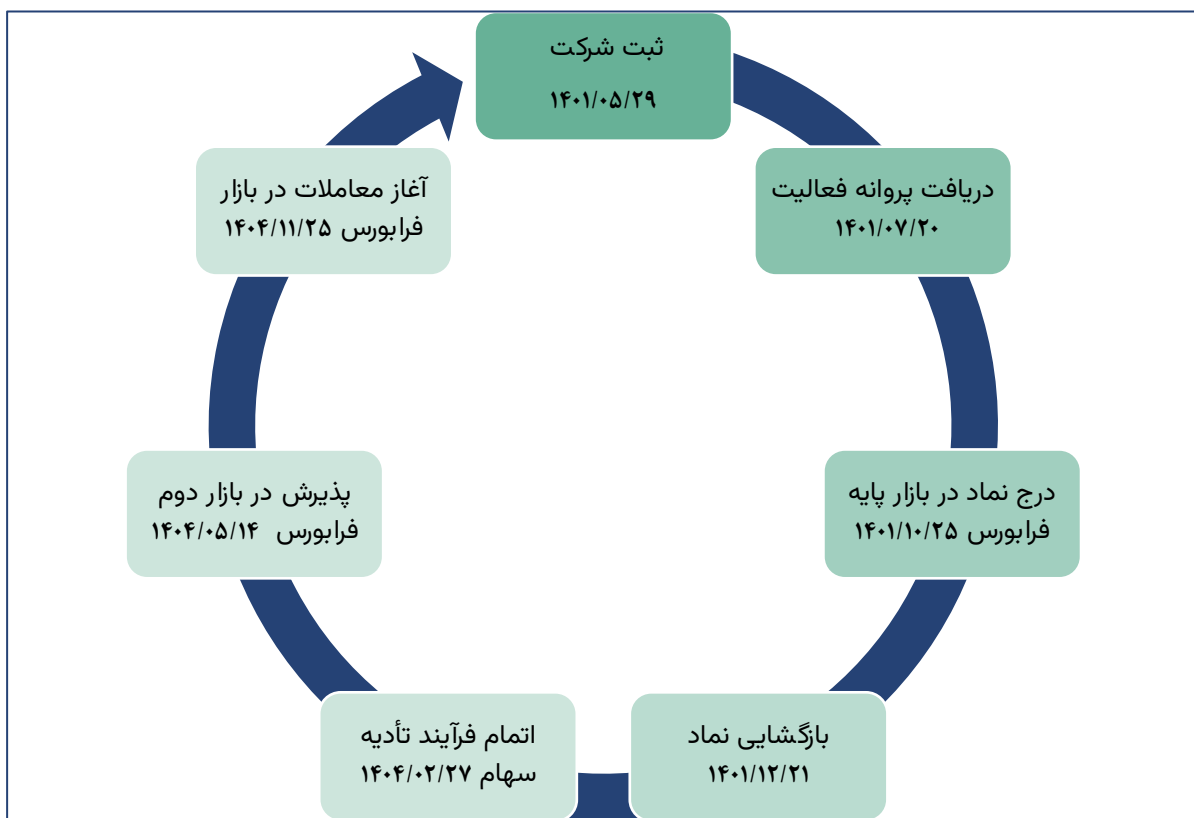 ثبت شرکت
۱۴۰۱/۰۵/۲۹
دریافت پروانه فعالیت
۱۴۰۱/۰۷/۲۰
درج نماد در بازار پایه
فرابورس ۱۴۰۱/۱۰/۲۵
بازگشایی نماد
۱۴۰۱/۱۲/۲۱
اتمام فرآیند تأدیه
سهام ۱۴۰۴/۰۲/۲۷
پذیرش در بازار دوم
فرابورس ۱۴۰۴/۰۵/۱۴
آغاز معاملات در بازار
فرابورس ۱۴۰۴/۱۱/۲۵